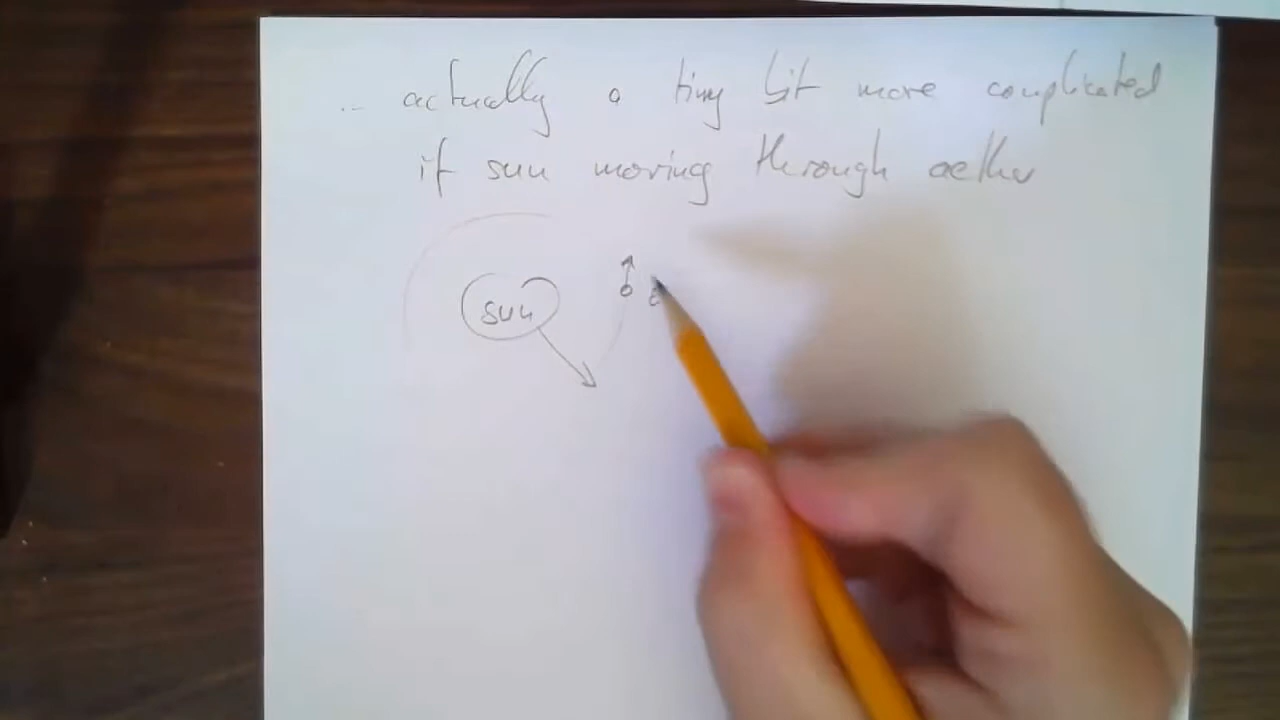 ... actually a tiny bit more complicated
if sun moving through aether
sun